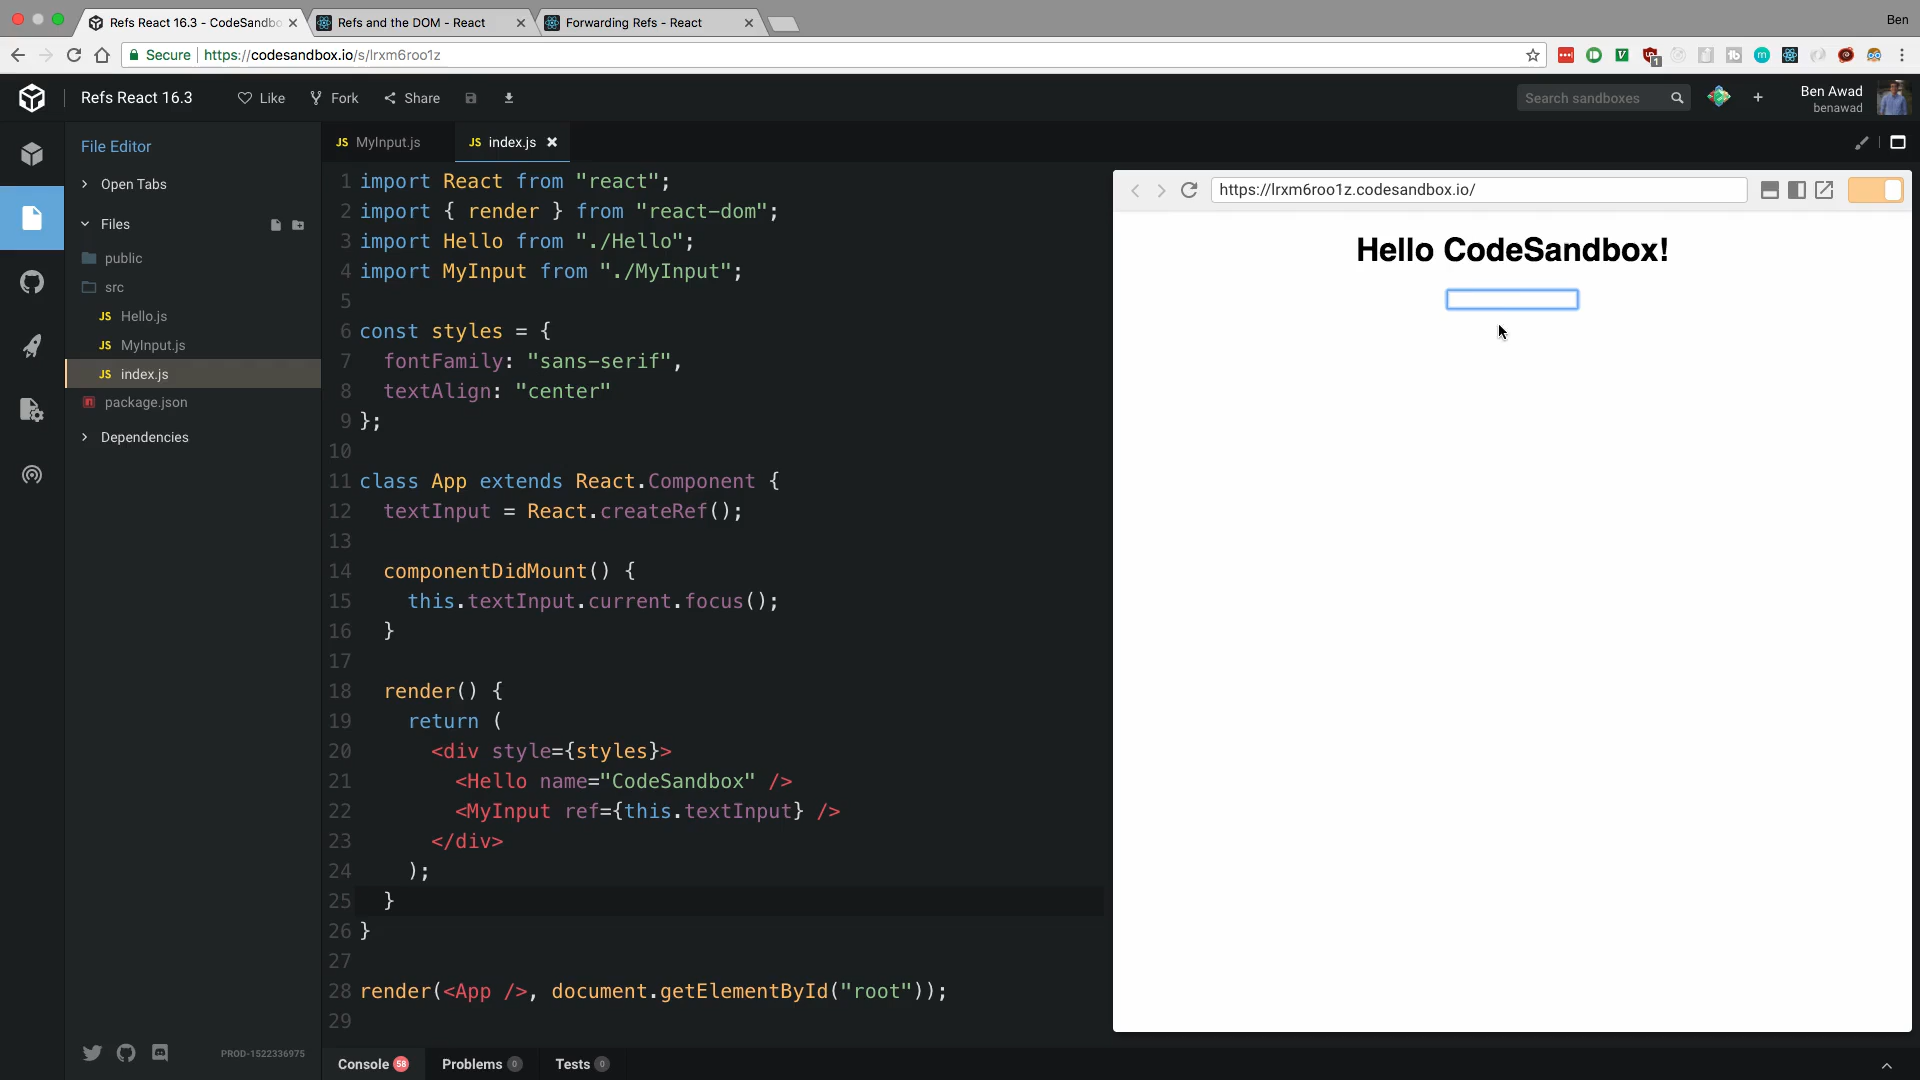 Refs React 16.3 - CodeSandbo
Refs and the DOM - React
Forwarding Refs - React
Ben
Secure
https://codesandbox.io/s/lrxm6roo1z
1
Refs React 16.3
Like
Fork
Share
Search sandboxes
Ben Awad
benawad
File Editor
Open Tabs
Files
public
src
JS Hello.js
JS MyInput.js
JS index.js
package.json
Dependencies
PROD-1522336975
JS MyInput.js
JS index.js
1 import React from "react";
2 import { render } from "react-dom";
3 import Hello from "./Hello";
4 import MyInput from "./MyInput";
5
6 const styles = {
7 fontFamily: "sans-serif",
8 textAlign: "center"
9 };
10
11 class App extends React.Component {
12 textInput = React.createRef();
13
14 componentDidMount() {
15 this.textInput.current.focus();
16 }
17
18 render() {
19 return (
20 <div style={styles}>
21 <Hello name="CodeSandbox" />
22 <MyInput ref={this.textInput} />
23 </div>
24 );
25 }
26 }
27
28 render(<App />, document.getElementById("root"));
29
https://lrxm6roo1z.codesandbox.io/
Hello CodeSandbox!
Console 58
Problems 0
Tests 0